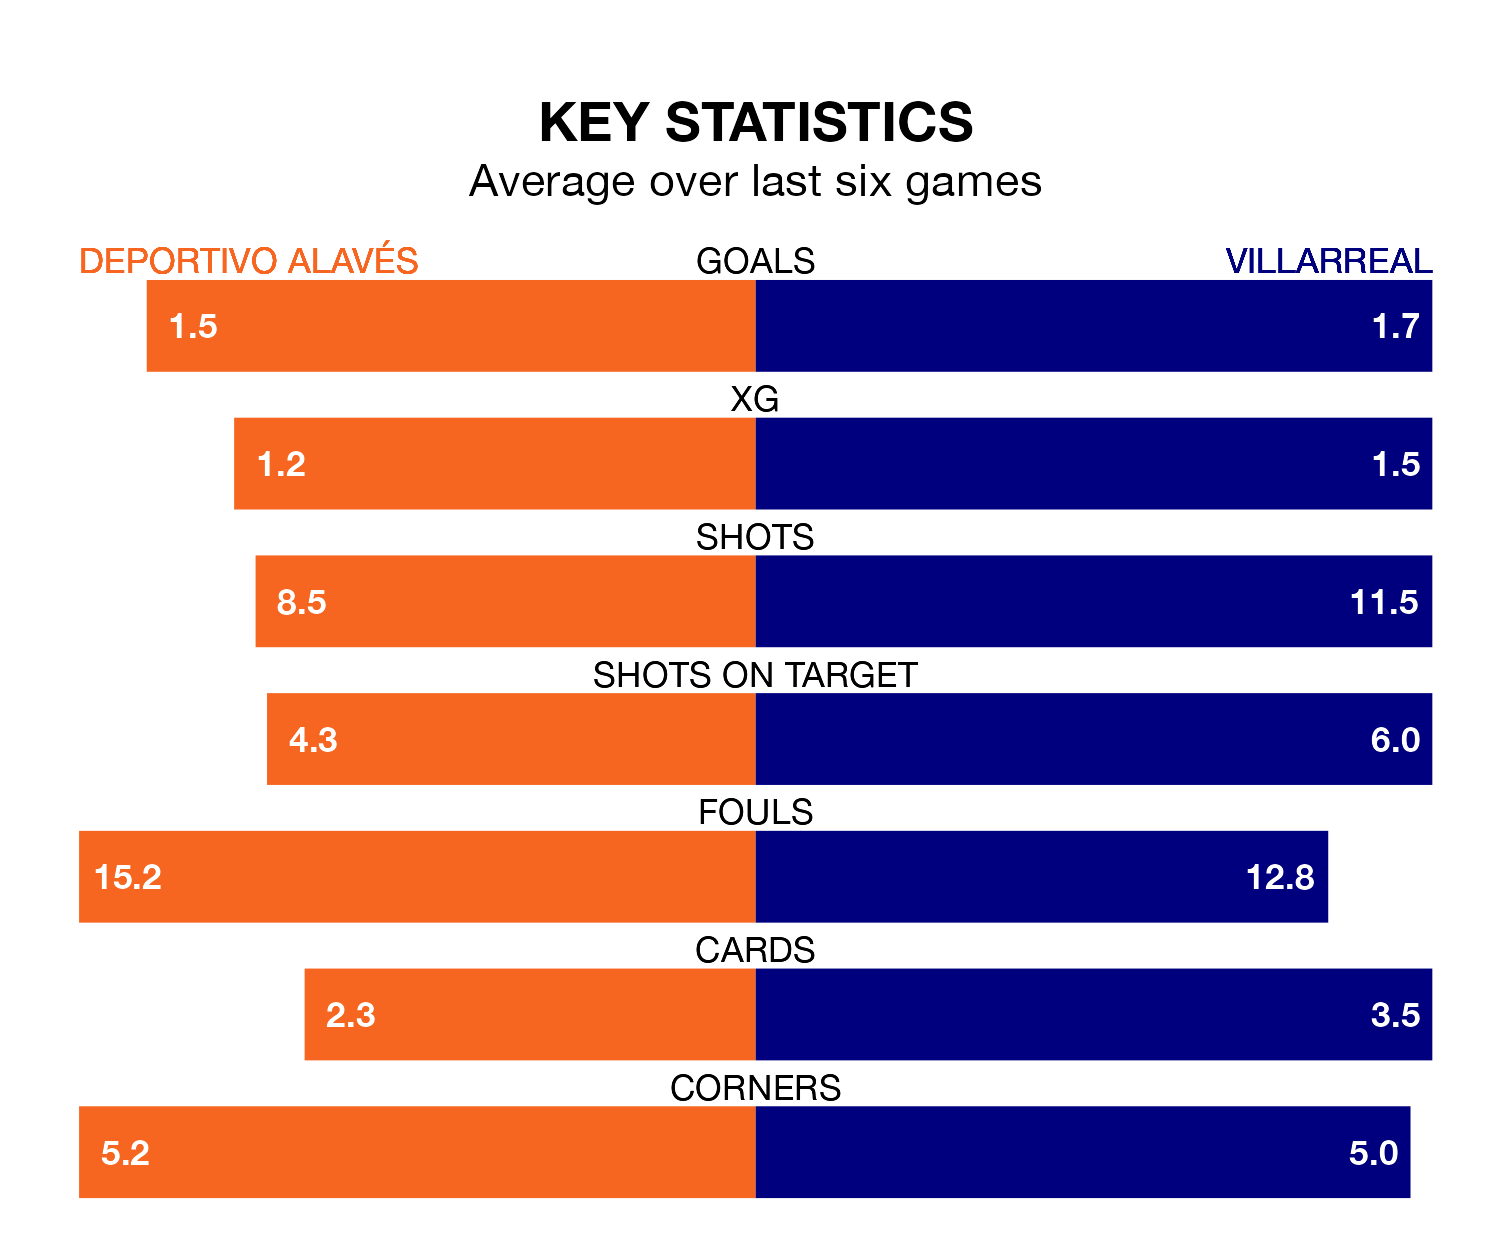 KEY STATISTICS
Average over last six games
DEPORTIVO ALAVÉS GOALS VILLARREAL
1.5 1.7
XG
1.2 1.5
SHOTS
8.5 11.5
SHOTS ON TARGET
4.3 6.0
FOULS
15.2 12.8
CARDS
2.3 3.5
CORNERS
5.2 5.0